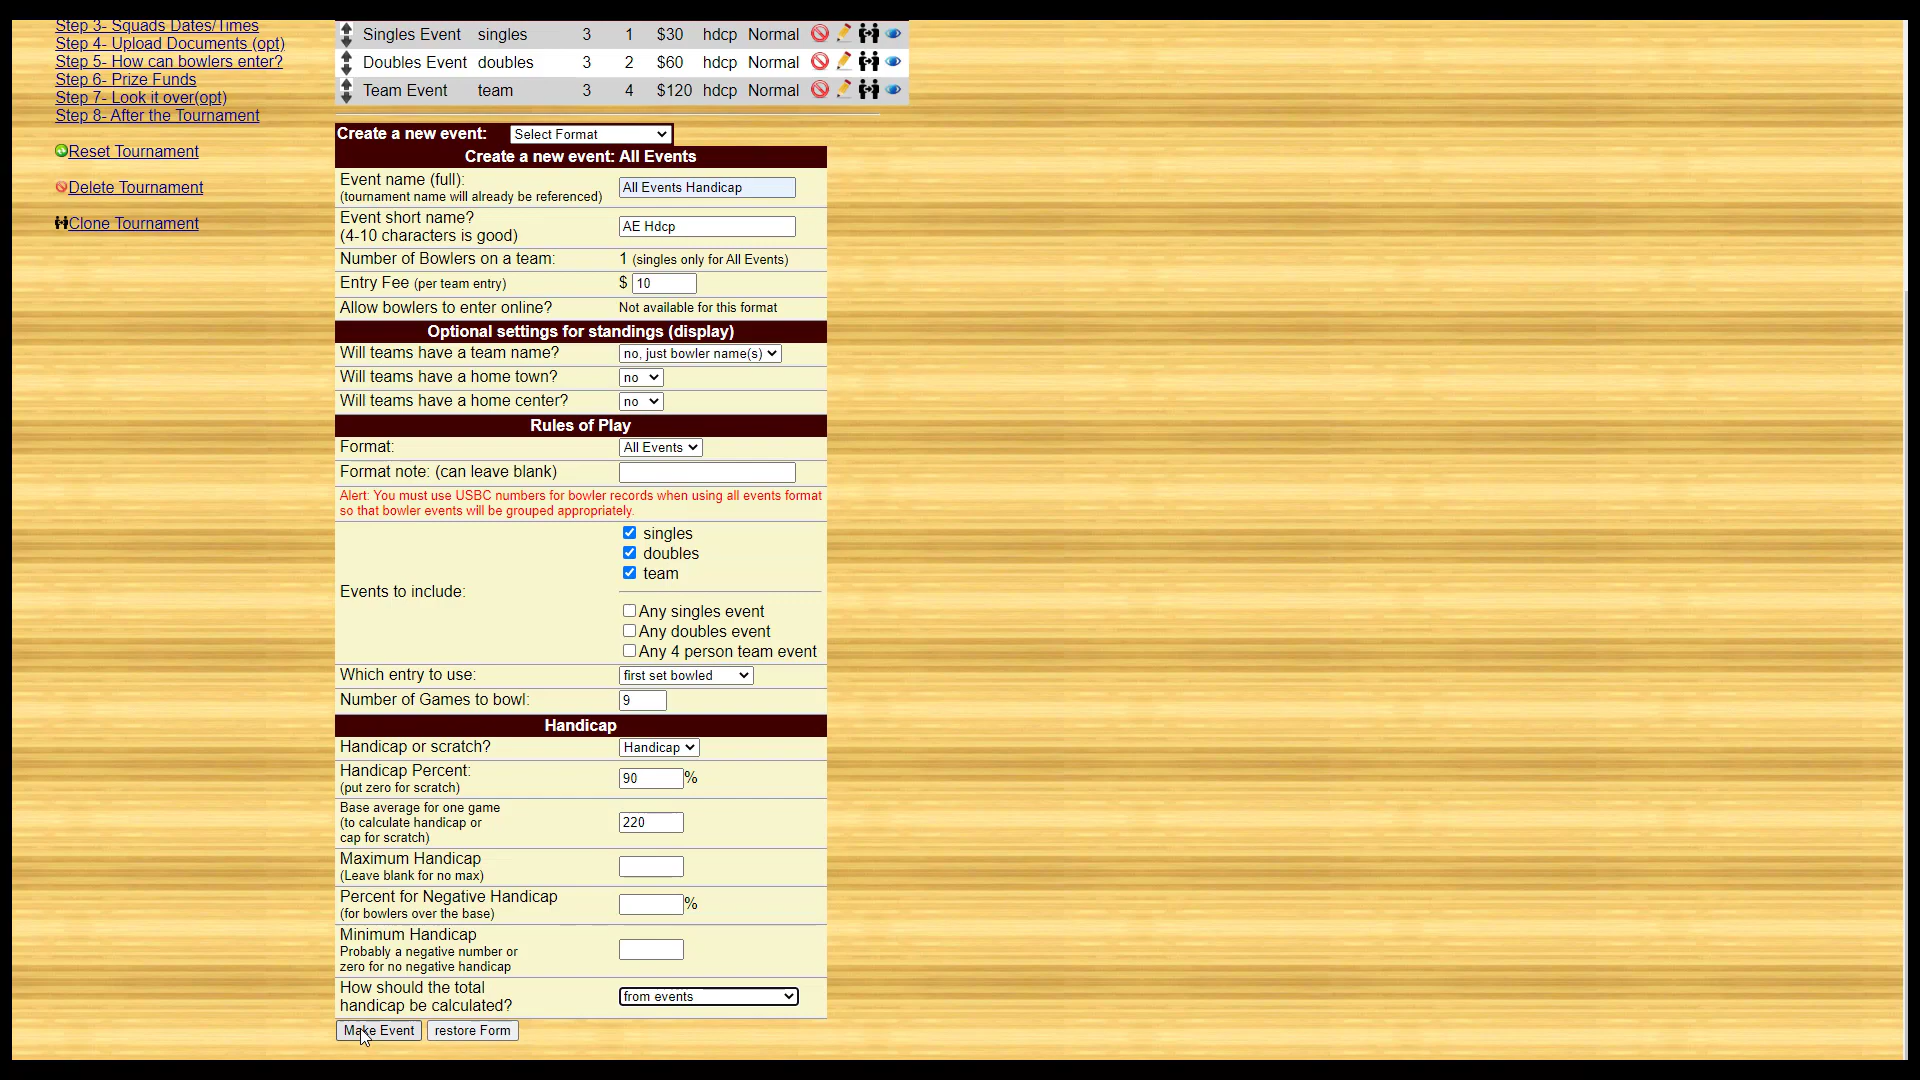 Step 3- Squads Dates/Times
Step 4- Upload Documents (opt)
Step 5- How can bowlers enter?
Step 6- Prize Funds
Step 7- Look it over(opt)
Step 8- After the Tournament
Reset Tournament
Delete Tournament
Clone Tournament
Singles Event singles 3 1 $30 hdcp Normal
Doubles Event doubles 3 2 $60 hdcp Normal
Team Event team 3 4 $120 hdcp Normal
Create a new event: Select Format
Create a new event: All Events
Event name (full): All Events Handicap
(tournament name will already be referenced)
Event short name? AE Hdcp
(4-10 characters is good)
Number of Bowlers on a team: 1 (singles only for All Events)
Entry Fee (per team entry) $ 10
Allow bowlers to enter online? Not available for this format
Optional settings for standings (display)
Will teams have a team name? no, just bowler name(s)
Will teams have a home town? no
Will teams have a home center? no
Rules of Play
Format: All Events
Format note: (can leave blank)
Alert: You must use USBC numbers for bowler records when using all events format
so that bowler events will be grouped appropriately.
Events to include:
singles
doubles
team
Any singles event
Any doubles event
Any 4 person team event
Which entry to use: first set bowled
Number of Games to bowl: 9
Handicap
Handicap or scratch? Handicap
Handicap Percent: 90 %
(put zero for scratch)
Base average for one game
(to calculate handicap or 220
cap for scratch)
Maximum Handicap
(Leave blank for no max)
Percent for Negative Handicap %
(for bowlers over the base)
Minimum Handicap
Probably a negative number or
zero for no negative handicap
How should the total from events
handicap be calculated?
Make Event restore Form